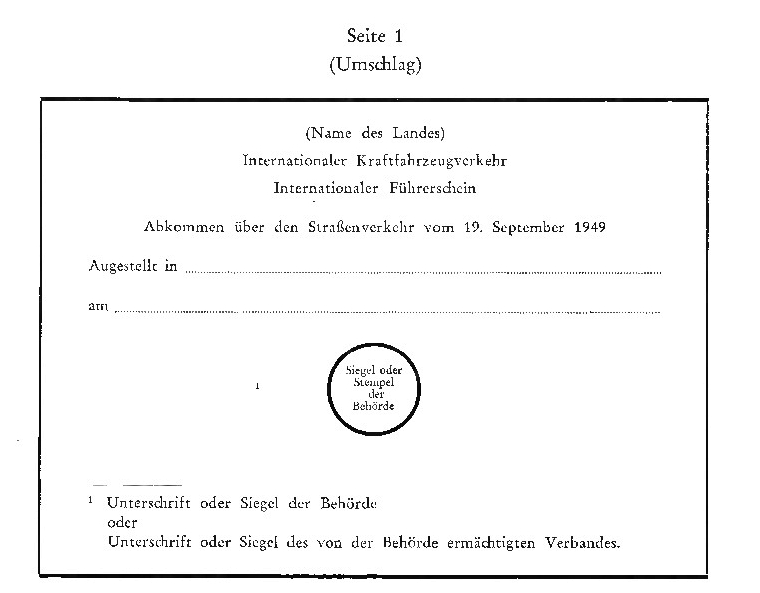 Seite 1
(Umschlag)
(Name des Landes)
Internationaler Kraftfahrzeugverkehr
Internationaler Führerschein
Abkommen über den Straßenverkehr vom 19. September 1949
Augestellt in
am
1
Siegel oder
Stempel
der
Behörde
1 Unterschrift oder Siegel der Behörde
oder
Unterschrift oder Siegel des von der Behörde ermächtigten Verbandes.